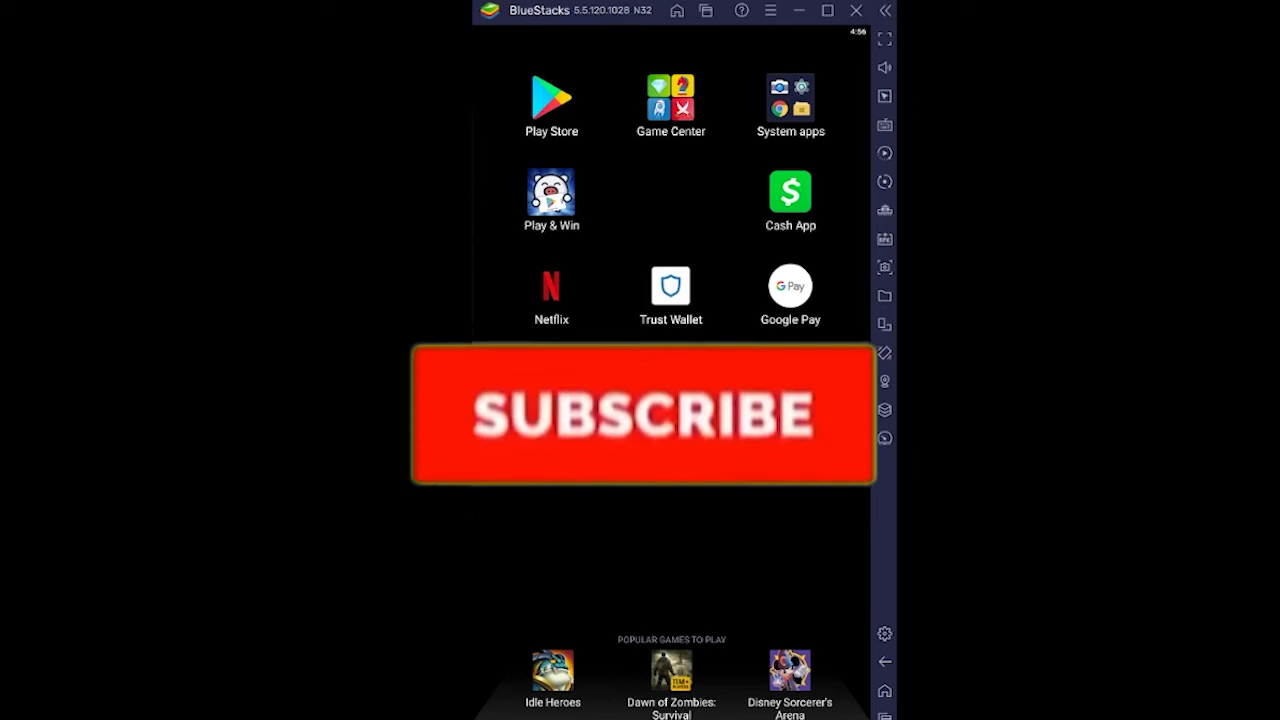 BlueStacks 5.5.120.1028 N32
4:56
Play Store Game Center System apps
Play & Win Cash App
G Pay
Netflix Trust Wallet Google Pay
SUBSCRIBE
POPULAR GAMES TO PLAY
Idle Heroes Dawn of Zombies: Disney Sorcerer's
Survival Arena